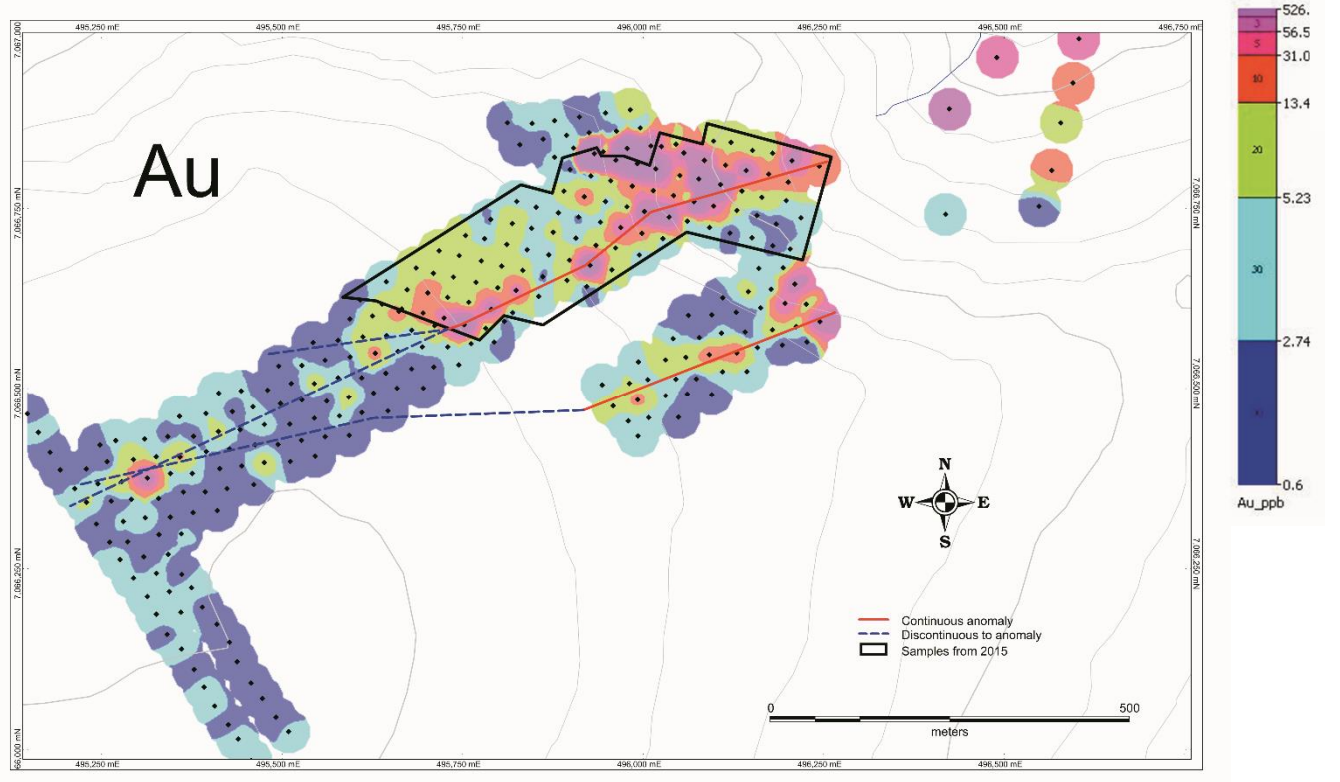 495,250 mE 495,500 mE 495,750 mE 496,000 mE 496,250 mE 496,500 mE 496,750 mE
7,067,000 mN
Au
7,066,750 mN
7,066,750 mN
7,066,500 mN
7,066,500 mN
7,066,250 mN
7,066,250 mN
66,000 mN
N
W E
S
Continuous anomaly
Discontinuous to anomaly
Samples from 2015
0 500
meters
495,250 mE 495,500 mE 495,750 mE 496,000 mE 496,250 mE 496,500 mE
526.
3
56.5
5
31.0
10
13.4
20
5.23
30
2.74
0.6
Au_ppb